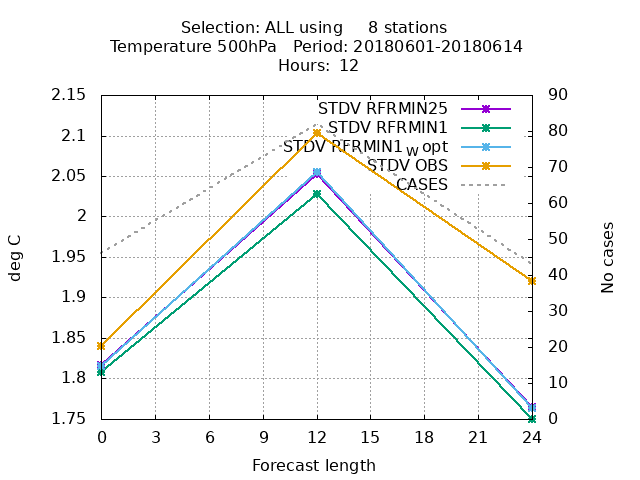 Selection: ALL using     8 stations
Temperature 500hPa   Period: 20180601-20180614
Hours:  12
2.15
2.1
2.05
2
1.95
1.9
1.85
1.8
1.75
90
80
70
60
50
40
30
20
10
0
STDV RFRMIN25
STDV RFRMIN1
STDV RFRMIN1_W opt
STDV OBS
CASES
deg C
No cases
0 3 6 9 12 15 18 21 24
Forecast length